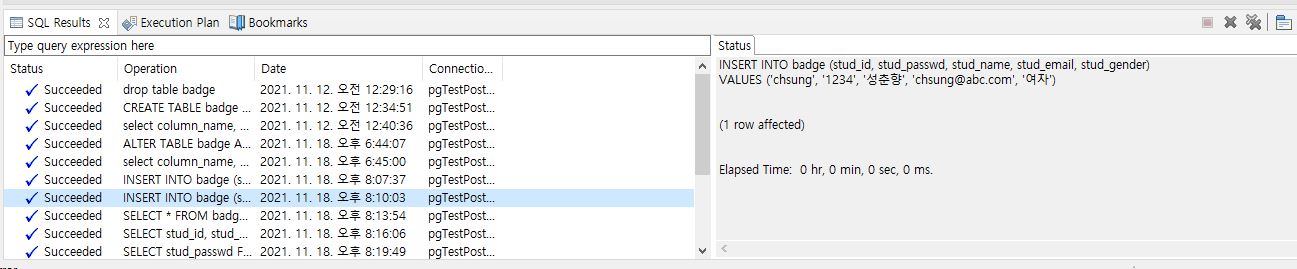 SQL Results Execution Plan Bookmarks
Type query expression here
Status Operation Date Connectio...
Succeeded drop table badge 2021. 11. 12. 오전 12:29:16 pgTestPost...
Succeeded CREATE TABLE badge ... 2021. 11. 12. 오전 12:34:51 pgTestPost...
Succeeded select column_name, ... 2021. 11. 12. 오전 12:40:36 pgTestPost...
Succeeded ALTER TABLE badge A... 2021. 11. 18. 오후 6:44:07 pgTestPost...
Succeeded select column_name, ... 2021. 11. 18. 오후 6:45:00 pgTestPost...
Succeeded INSERT INTO badge (s... 2021. 11. 18. 오후 8:07:37 pgTestPost...
Succeeded INSERT INTO badge (s... 2021. 11. 18. 오후 8:10:03 pgTestPost...
Succeeded SELECT * FROM badg... 2021. 11. 18. 오후 8:13:54 pgTestPost...
Succeeded SELECT stud_id, stud_... 2021. 11. 18. 오후 8:16:06 pgTestPost...
Succeeded SELECT stud_passwd F... 2021. 11. 18. 오후 8:19:49 pgTestPost...
Status
INSERT INTO badge (stud_id, stud_passwd, stud_name, stud_email, stud_gender)
VALUES ('chsung', '1234', '성춘향', 'chsung@abc.com', '여자')
(1 row affected)
Elapsed Time:  0 hr, 0 min, 0 sec, 0 ms.